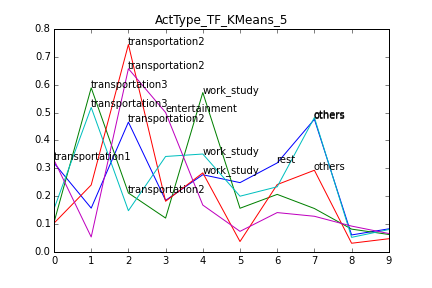 ActType_TF_KMeans_5
0.8
transportation2
0.7
transportation2
0.6
transportation3
work_study
transportation3
entertainment
0.5
transportation2
others
others
0.4
work_study
transportation1
rest
0.3
work_study
others
transportation2
0.2
0.1
0.0
0 1 2 3 4 5 6 7 8 9